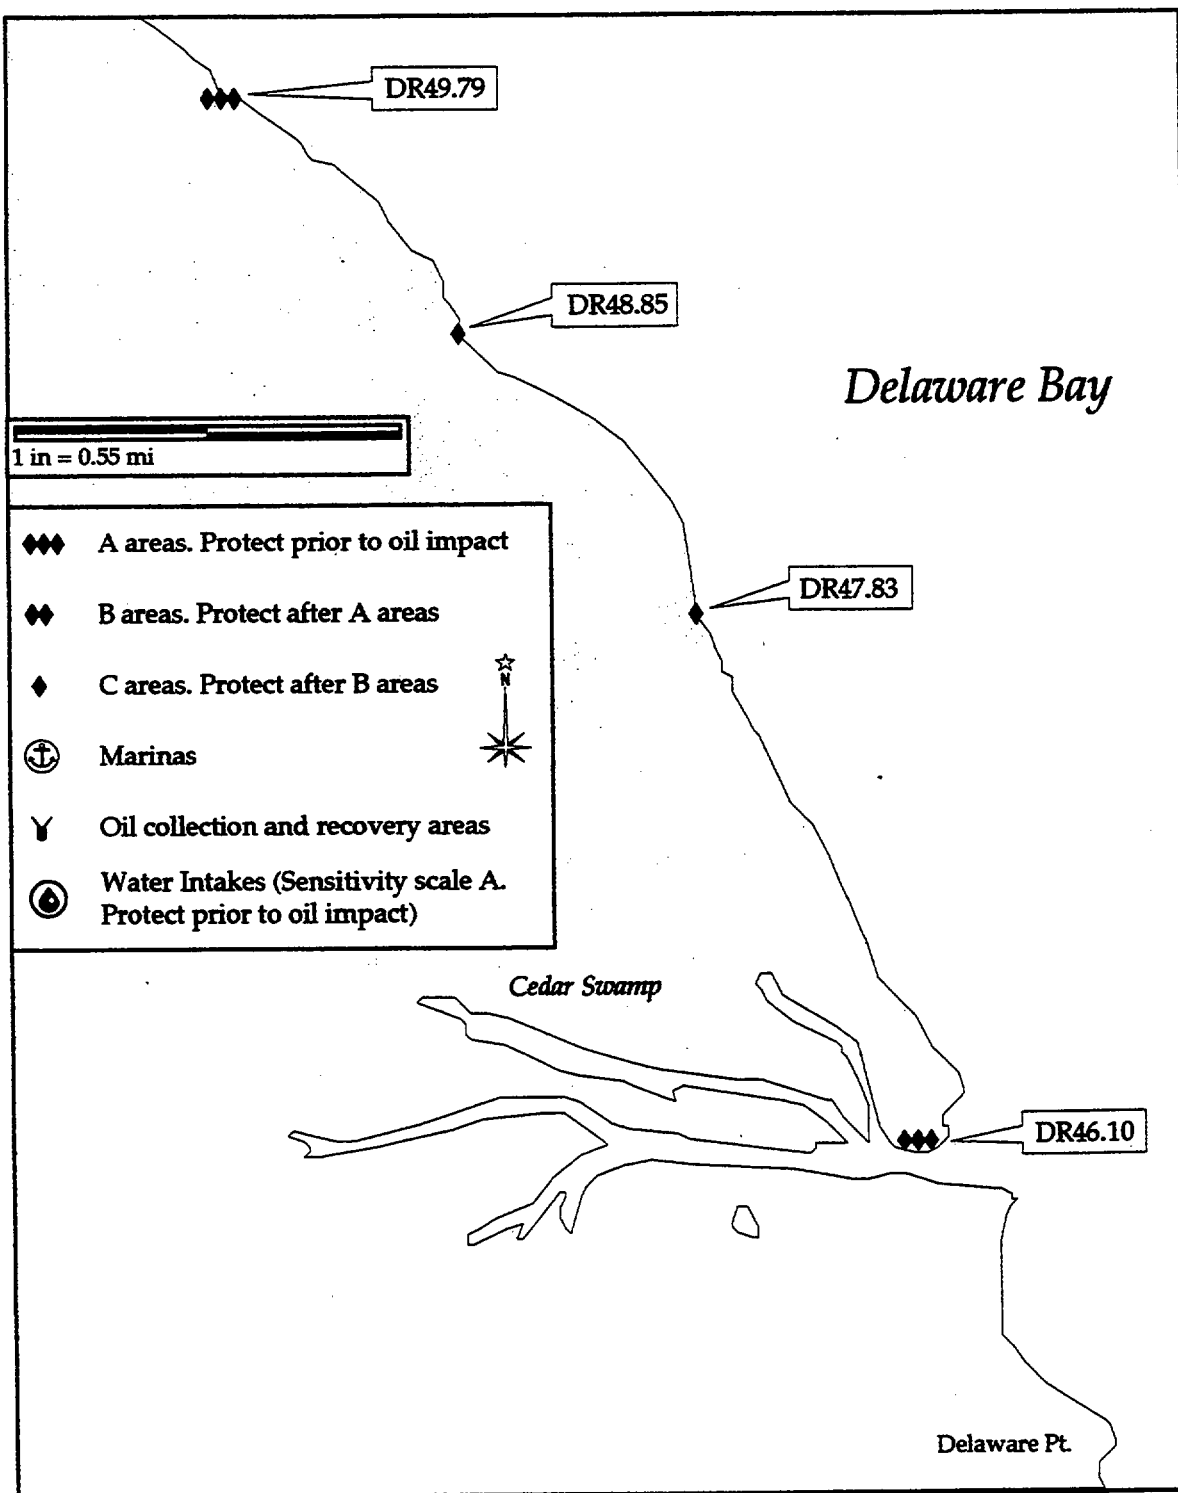 DR49.79
DR48.85
Delaware Bay
1 in = 0.55 mi
A areas. Protect prior to oil impact
B areas. Protect after A areas
DR47.83
C areas. Protect after B areas
N
Marinas
Oil collection and recovery areas
Water Intakes (Sensitivity scale A.
Protect prior to oil impact)
Cedar Swamp
DR46.10
Delaware Pt.